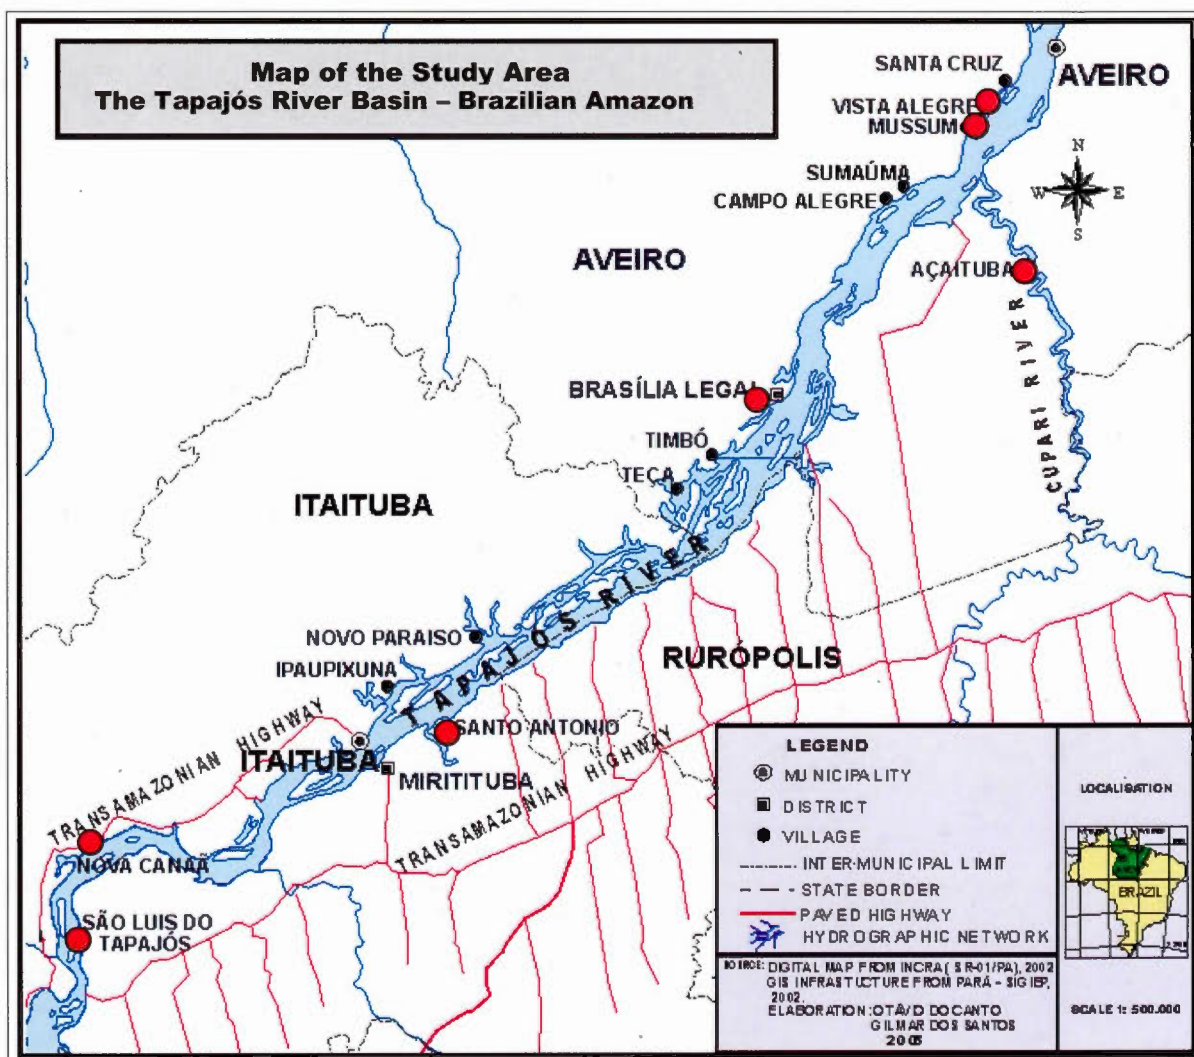 Map of the Study Area
The Tapajós River Basin – Brazilian Amazon
SANTA CRUZ
AVEIRO
VISTA ALEGRE
MUSSUM
N
W
E
S
SUMAÚMA
CAMPO ALEGRE
AVEIRO
AÇAITUBA
CUPARI RIVER
BRASÍLIA LEGAL
TIMBÓ
TECA
ITAITUBA
TAPAJÓS RIVER
NOVO PARAISO
RURÓPOLIS
IPAUPIXUNA
SANTO ANTONIO
TRANSAMAZONIAN HIGHWAY
ITAITUBA
MIRITITUBA
TRANSAMAZONIAN HIGHWAY
NOVA CANAÃ
SÃO LUIS DO
TAPAJÓS
LEGEND
MUNICIPALITY
DISTRICT
VILLAGE
INTER-MUNICIPAL LIMIT
STATE BORDER
PAVED HIGHWAY
HYDROGRAPHIC NETWORK
LOCALISATION
BRAZIL
SCALE 1: 500.000
SOURCE: DIGITAL MAP FROM INCRA( SR-01/PA), 2002
GIS INFRASTUCTURE FROM PARÁ - SIGIEP,
2002.
ELABORATION:OTÁVIO DO CANTO
GILMAR DOS SANTOS